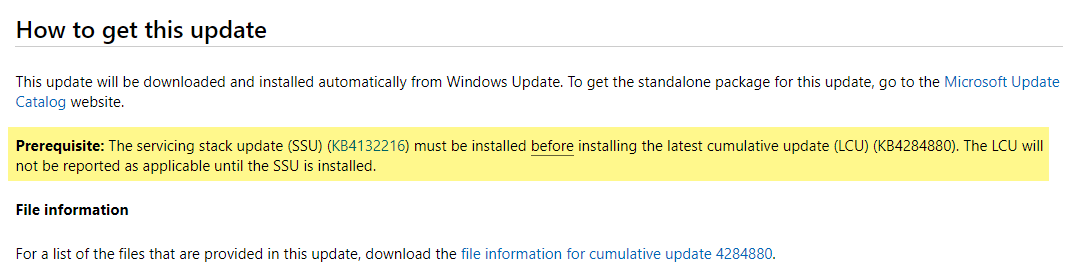 How to get this update
This update will be downloaded and installed automatically from Windows Update. To get the standalone package for this update, go to the Microsoft Update
Catalog website.
Prerequisite: The servicing stack update (SSU) (KB4132216) must be installed before installing the latest cumulative update (LCU) (KB4284880). The LCU will
not be reported as applicable until the SSU is installed.
File information
For a list of the files that are provided in this update, download the file information for cumulative update 4284880.